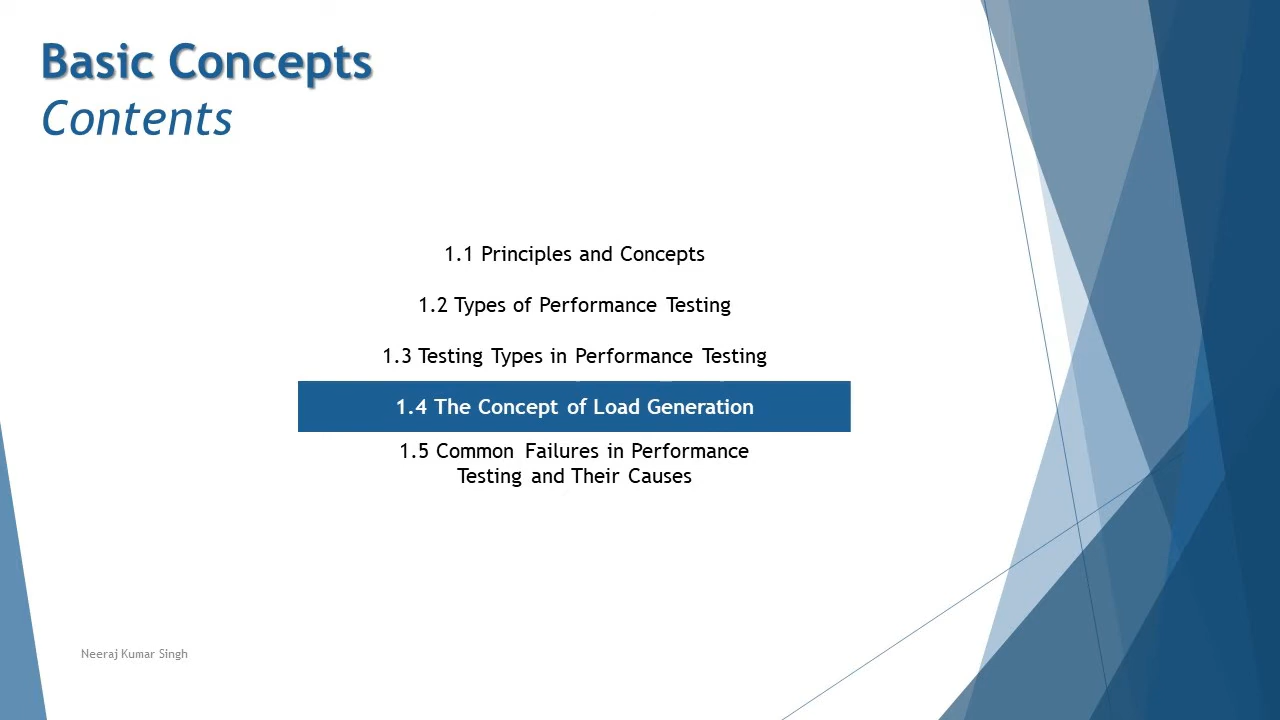 Basic Concepts
Contents
1.1 Principles and Concepts
1.2 Types of Performance Testing
1.3 Testing Types in Performance Testing
1.4 The Concept of Load Generation
1.5 Common Failures in Performance
Testing and Their Causes
Neeraj Kumar Singh